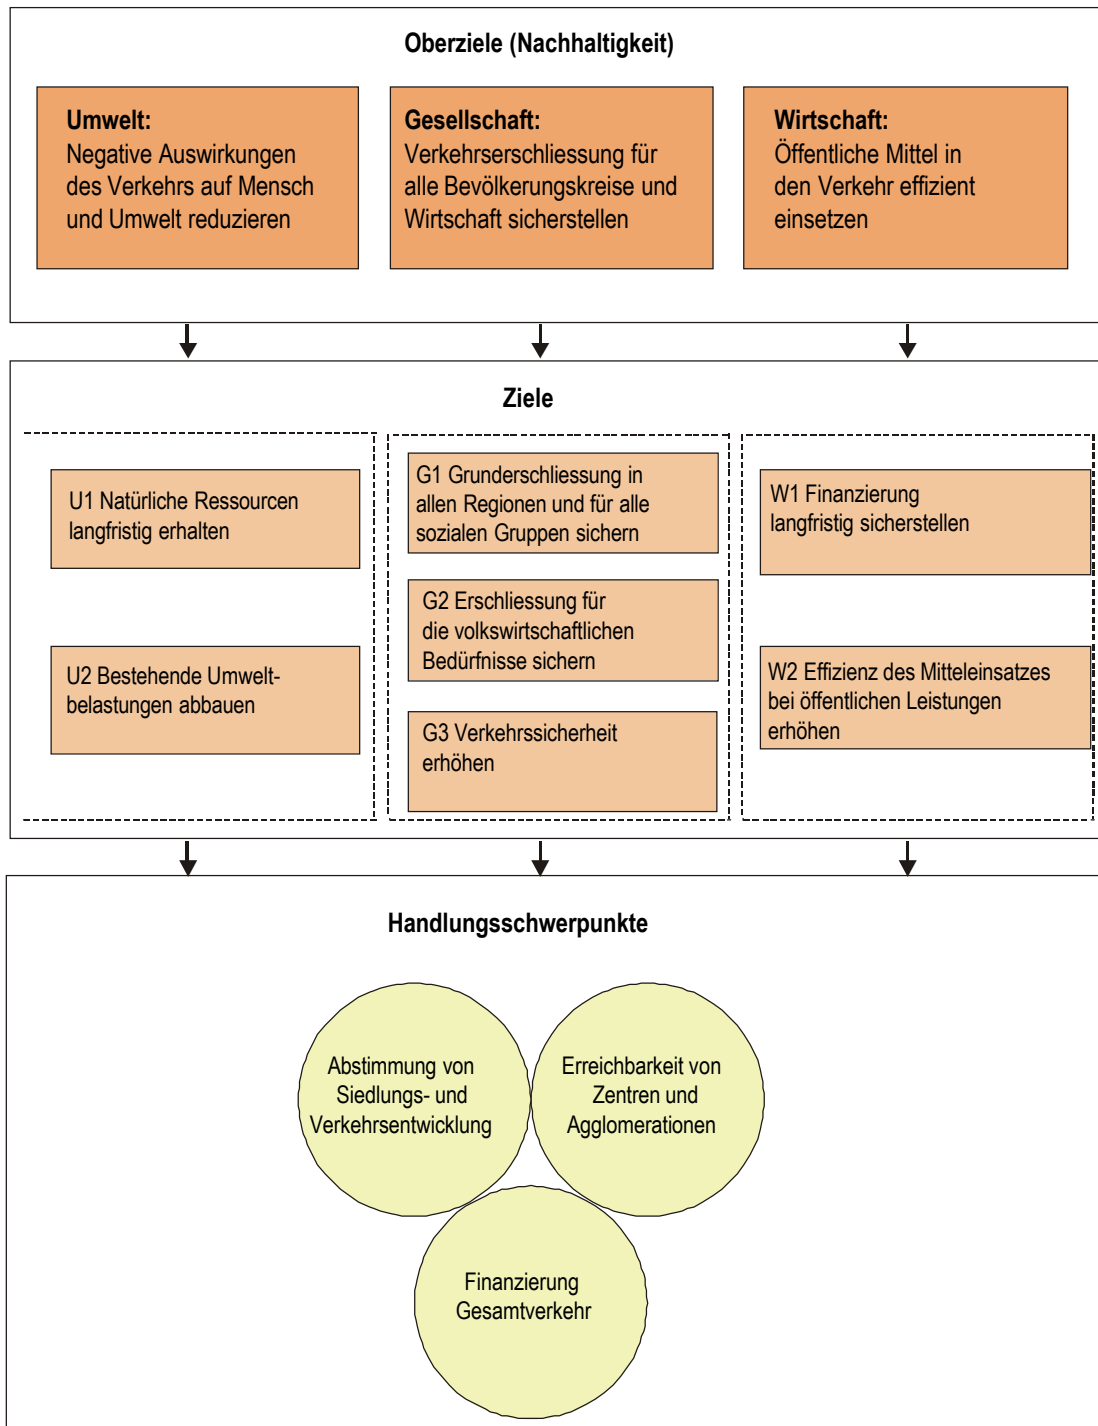 Oberziele (Nachhaltigkeit)
Umwelt:
Negative Auswirkungen
des Verkehrs auf Mensch
und Umwelt reduzieren
Gesellschaft:
Verkehrserschliessung für
alle Bevölkerungskreise und
Wirtschaft sicherstellen
Wirtschaft:
Öffentliche Mittel in
den Verkehr effizient
einsetzen
Ziele
U1 Natürliche Ressourcen
langfristig erhalten
U2 Bestehende Umwelt-
belastungen abbauen
G1 Grunderschliessung in
allen Regionen und für alle
sozialen Gruppen sichern
G2 Erschliessung für
die volkswirtschaftlichen
Bedürfnisse sichern
G3 Verkehrssicherheit
erhöhen
W1 Finanzierung
langfristig sicherstellen
W2 Effizienz des Mitteleinsatzes
bei öffentlichen Leistungen
erhöhen
Handlungsschwerpunkte
Abstimmung von
Siedlungs- und
Verkehrsentwicklung
Erreichbarkeit von
Zentren und
Agglomerationen
Finanzierung
Gesamtverkehr